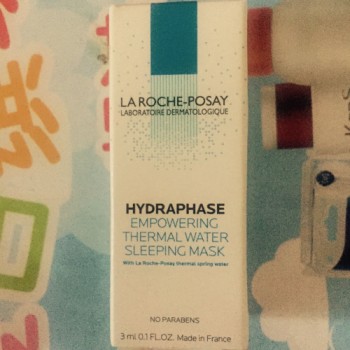 LA ROCHE-POSAY
LABORATOIRE DERMATOLOGIQUE
HYDRAPHASE
EMPOWERING
THERMAL WATER
SLEEPING MASK
With La Roche-Posay thermal spring water
NO PARABENS
3 ml 0.1 FL.OZ. Made in France